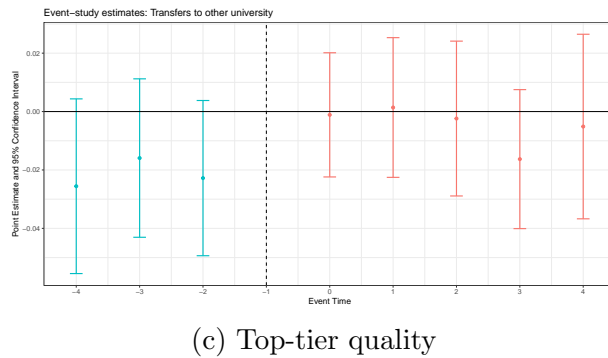 Event−study estimates: Transfers to other university
Point Estimate and 95% Confidence Interval
0.02
0.00
−0.02
−0.04
−4 −3 −2 −1 0 1 2 3 4
Event Time
(c) Top-tier quality